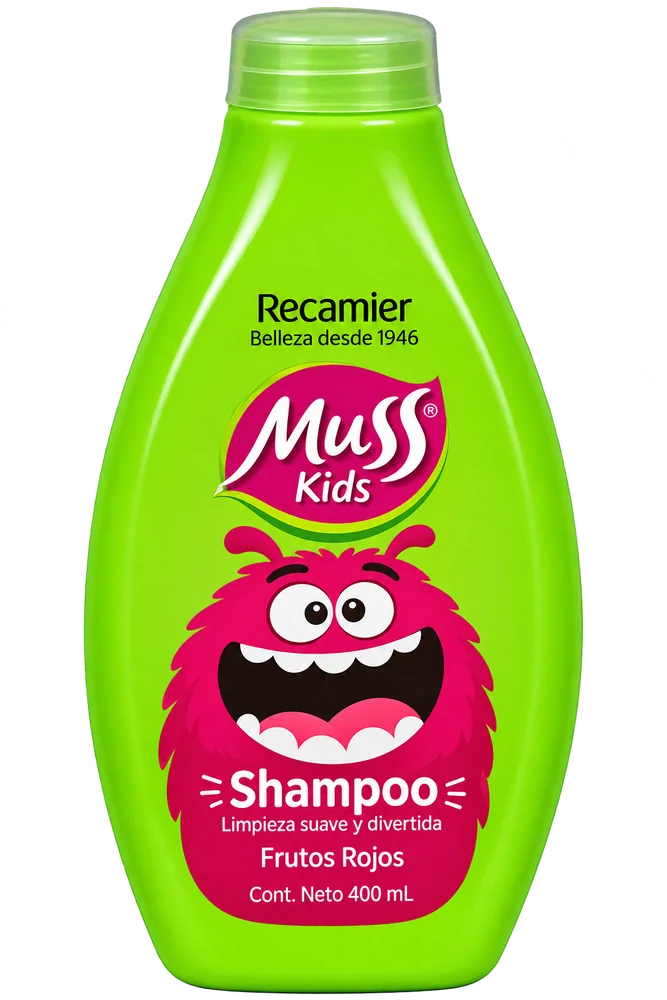 Recamier
Belleza desde 1946
Muss®
Kids
Shampoo
Limpieza suave y divertida
Frutos Rojos
Cont. Neto 400 mL